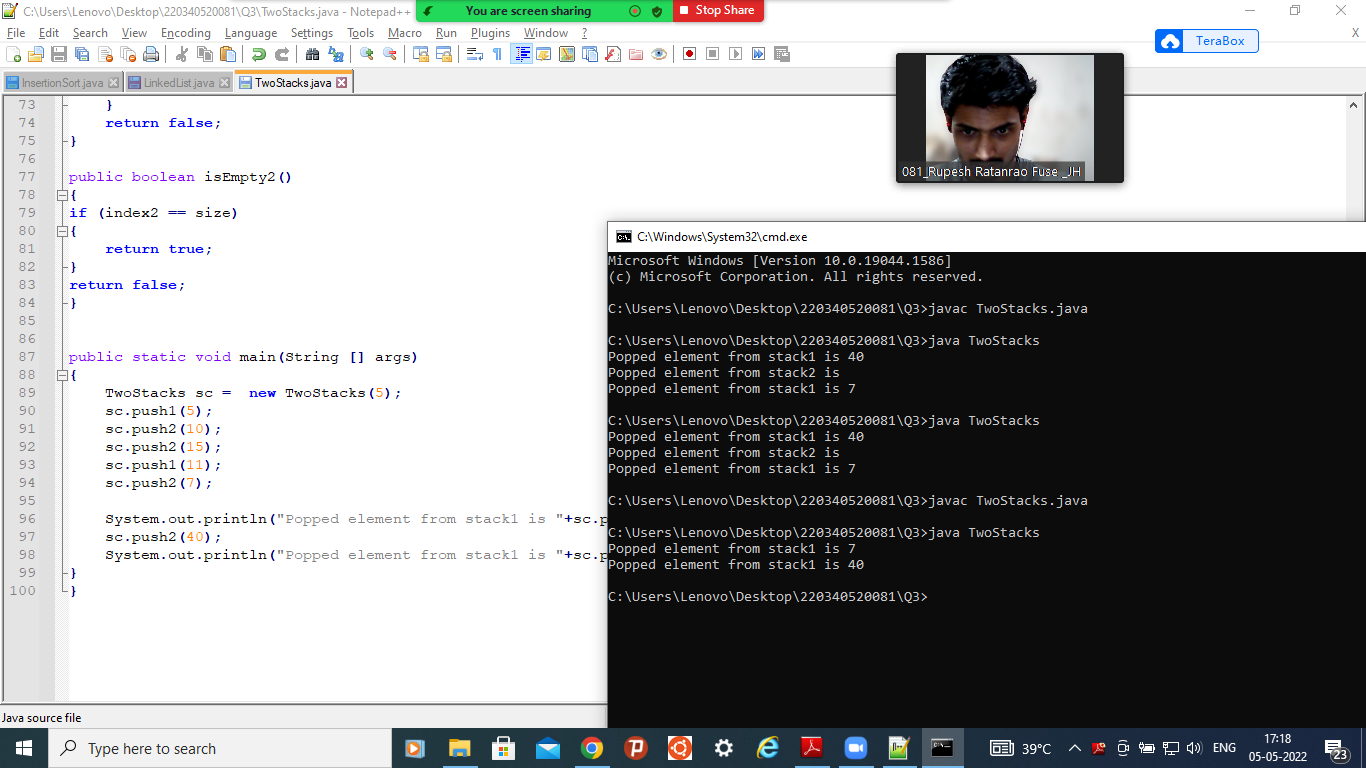 C:\Users\Lenovo\Desktop\220340520081\Q3\TwoStacks.java - Notepad++
You are screen sharing
Stop Share
File Edit Search View Encoding Language Settings Tools Macro Run Plugins Window ?
X
TeraBox
InsertionSort.java LinkedList.java TwoStacks.java
081_Rupesh Ratanrao Fuse _JH
73 }
74 return false;
75 }
76
77 public boolean isEmpty2()
78 {
79 if (index2 == size)
80 {
81 return true;
82 }
83 return false;
84 }
85
86
87 public static void main(String [] args)
88 {
89 TwoStacks sc = new TwoStacks(5);
90 sc.push1(5);
91 sc.push2(10);
92 sc.push2(15);
93 sc.push1(11);
94 sc.push2(7);
95
96 System.out.println("Popped element from stack1 is "+sc.p
97 sc.push2(40);
98 System.out.println("Popped element from stack1 is "+sc.p
99 }
100 }
Java source file
C:\Windows\System32\cmd.exe
Microsoft Windows [Version 10.0.19044.1586]
(c) Microsoft Corporation. All rights reserved.
C:\Users\Lenovo\Desktop\220340520081\Q3>javac TwoStacks.java
C:\Users\Lenovo\Desktop\220340520081\Q3>java TwoStacks
Popped element from stack1 is 40
Popped element from stack2 is
Popped element from stack1 is 7
C:\Users\Lenovo\Desktop\220340520081\Q3>java TwoStacks
Popped element from stack1 is 40
Popped element from stack2 is
Popped element from stack1 is 7
C:\Users\Lenovo\Desktop\220340520081\Q3>javac TwoStacks.java
C:\Users\Lenovo\Desktop\220340520081\Q3>java TwoStacks
Popped element from stack1 is 7
Popped element from stack1 is 40
C:\Users\Lenovo\Desktop\220340520081\Q3>
Type here to search
39°C
ENG
17:18
05-05-2022
23